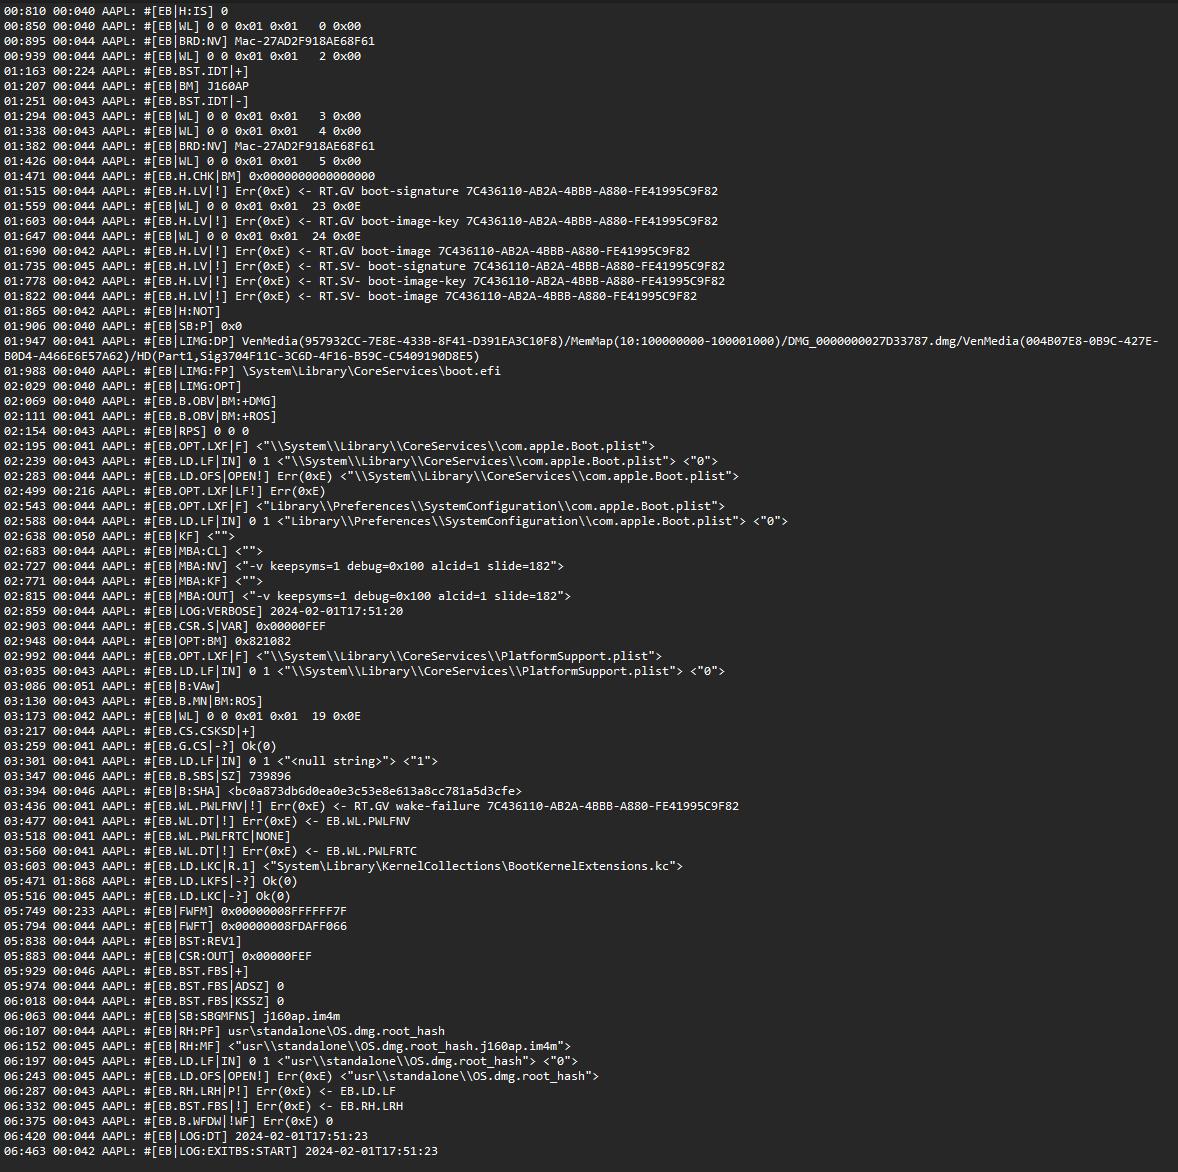 00:810 00:040 AAPL: #[EB|H:IS] 0
00:850 00:040 AAPL: #[EB|WL] 0 0 0x01 0x01   0 0x00
00:895 00:044 AAPL: #[EB|BRD:NV] Mac-27AD2F918AE68F61
00:939 00:044 AAPL: #[EB|WL] 0 0 0x01 0x01   2 0x00
01:163 00:224 AAPL: #[EB.BST.IDT|+]
01:207 00:044 AAPL: #[EB|BM] J160AP
01:251 00:043 AAPL: #[EB.BST.IDT|-]
01:294 00:043 AAPL: #[EB|WL] 0 0 0x01 0x01   3 0x00
01:338 00:043 AAPL: #[EB|WL] 0 0 0x01 0x01   4 0x00
01:382 00:044 AAPL: #[EB|BRD:NV] Mac-27AD2F918AE68F61
01:426 00:044 AAPL: #[EB|WL] 0 0 0x01 0x01   5 0x00
01:471 00:044 AAPL: #[EB.H.CHK|BM] 0x0000000000000000
01:515 00:044 AAPL: #[EB.H.LV|!] Err(0xE) <- RT.GV boot-signature 7C436110-AB2A-4BBB-A880-FE41995C9F82
01:559 00:044 AAPL: #[EB|WL] 0 0 0x01 0x01  23 0x0E
01:603 00:044 AAPL: #[EB.H.LV|!] Err(0xE) <- RT.GV boot-image-key 7C436110-AB2A-4BBB-A880-FE41995C9F82
01:647 00:044 AAPL: #[EB|WL] 0 0 0x01 0x01  24 0x0E
01:690 00:042 AAPL: #[EB.H.LV|!] Err(0xE) <- RT.GV boot-image 7C436110-AB2A-4BBB-A880-FE41995C9F82
01:735 00:045 AAPL: #[EB.H.LV|!] Err(0xE) <- RT.SV- boot-signature 7C436110-AB2A-4BBB-A880-FE41995C9F82
01:778 00:042 AAPL: #[EB.H.LV|!] Err(0xE) <- RT.SV- boot-image-key 7C436110-AB2A-4BBB-A880-FE41995C9F82
01:822 00:044 AAPL: #[EB.H.LV|!] Err(0xE) <- RT.SV- boot-image 7C436110-AB2A-4BBB-A880-FE41995C9F82
01:865 00:042 AAPL: #[EB|H:NOT]
01:906 00:040 AAPL: #[EB|SB:P] 0x0
01:947 00:041 AAPL: #[EB|LIMG:DP] VenMedia(957932CC-7E8E-433B-8F41-D391EA3C10F8)/MemMap(10:100000000-100001000)/DMG_0000000027D33787.dmg/VenMedia(004B07E8-0B9C-427E-
B0D4-A466E6E57A62)/HD(Part1,Sig3704F11C-3C6D-4F16-B59C-C5409190D8E5)
01:988 00:040 AAPL: #[EB|LIMG:FP] \System\Library\CoreServices\boot.efi
02:029 00:040 AAPL: #[EB|LIMG:OPT]
02:069 00:040 AAPL: #[EB.B.OBV|BM:+DMG]
02:111 00:041 AAPL: #[EB.B.OBV|BM:+ROS]
02:154 00:043 AAPL: #[EB|RPS] 0 0 0
02:195 00:041 AAPL: #[EB.OPT.LXF|F] <"\\System\\Library\\CoreServices\\com.apple.Boot.plist">
02:239 00:043 AAPL: #[EB.LD.LF|IN] 0 1 <"\\System\\Library\\CoreServices\\com.apple.Boot.plist"> <"0">
02:283 00:044 AAPL: #[EB.LD.OFS|OPEN!] Err(0xE) <"\\System\\Library\\CoreServices\\com.apple.Boot.plist">
02:499 00:216 AAPL: #[EB.OPT.LXF|LF!] Err(0xE)
02:543 00:044 AAPL: #[EB.OPT.LXF|F] <"Library\\Preferences\\SystemConfiguration\\com.apple.Boot.plist">
02:588 00:044 AAPL: #[EB.LD.LF|IN] 0 1 <"Library\\Preferences\\SystemConfiguration\\com.apple.Boot.plist"> <"0">
02:638 00:050 AAPL: #[EB|KF] <"">
02:683 00:044 AAPL: #[EB|MBA:CL] <"">
02:727 00:044 AAPL: #[EB|MBA:NV] <"-v keepsyms=1 debug=0x100 alcid=1 slide=182">
02:771 00:044 AAPL: #[EB|MBA:KF] <"">
02:815 00:044 AAPL: #[EB|MBA:OUT] <"-v keepsyms=1 debug=0x100 alcid=1 slide=182">
02:859 00:044 AAPL: #[EB|LOG:VERBOSE] 2024-02-01T17:51:20
02:903 00:044 AAPL: #[EB.CSR.S|VAR] 0x00000FEF
02:948 00:044 AAPL: #[EB|OPT:BM] 0x821082
02:992 00:044 AAPL: #[EB.OPT.LXF|F] <"\\System\\Library\\CoreServices\\PlatformSupport.plist">
03:035 00:043 AAPL: #[EB.LD.LF|IN] 0 1 <"\\System\\Library\\CoreServices\\PlatformSupport.plist"> <"0">
03:086 00:051 AAPL: #[EB|B:VAw]
03:130 00:043 AAPL: #[EB.B.MN|BM:ROS]
03:173 00:042 AAPL: #[EB|WL] 0 0 0x01 0x01  19 0x0E
03:217 00:044 AAPL: #[EB.CS.CSKSD|+]
03:259 00:041 AAPL: #[EB.G.CS|-?] Ok(0)
03:301 00:041 AAPL: #[EB.LD.LF|IN] 0 1 <"<null string>"> <"1">
03:347 00:046 AAPL: #[EB.B.SBS|SZ] 739896
03:394 00:046 AAPL: #[EB|B:SHA] <bc0a873db6d0ea0e3c53e8e613a8cc781a5d3cfe>
03:436 00:041 AAPL: #[EB.WL.PWLFNV|!] Err(0xE) <- RT.GV wake-failure 7C436110-AB2A-4BBB-A880-FE41995C9F82
03:477 00:041 AAPL: #[EB.WL.DT|!] Err(0xE) <- EB.WL.PWLFNV
03:518 00:041 AAPL: #[EB.WL.PWLFRTC|NONE]
03:560 00:041 AAPL: #[EB.WL.DT|!] Err(0xE) <- EB.WL.PWLFRTC
03:603 00:043 AAPL: #[EB.LD.LKC|R.1] <"System\Library\KernelCollections\BootKernelExtensions.kc">
05:471 01:868 AAPL: #[EB.LD.LKFS|-?] Ok(0)
05:516 00:045 AAPL: #[EB.LD.LKC|-?] Ok(0)
05:749 00:233 AAPL: #[EB|FWFM] 0x00000008FFFFFF7F
05:794 00:044 AAPL: #[EB|FWFT] 0x00000008FDAFF066
05:838 00:044 AAPL: #[EB|BST:REV1]
05:883 00:044 AAPL: #[EB|CSR:OUT] 0x00000FEF
05:929 00:046 AAPL: #[EB.BST.FBS|+]
05:974 00:044 AAPL: #[EB.BST.FBS|ADSZ] 0
06:018 00:044 AAPL: #[EB.BST.FBS|KSSZ] 0
06:063 00:044 AAPL: #[EB|SB:SBGMFNS] j160ap.im4m
06:107 00:044 AAPL: #[EB|RH:PF] usr\standalone\OS.dmg.root_hash
06:152 00:045 AAPL: #[EB|RH:MF] <"usr\\standalone\\OS.dmg.root_hash.j160ap.im4m">
06:197 00:045 AAPL: #[EB.LD.LF|IN] 0 1 <"usr\\standalone\\OS.dmg.root_hash"> <"0">
06:243 00:045 AAPL: #[EB.LD.OFS|OPEN!] Err(0xE) <"usr\\standalone\\OS.dmg.root_hash">
06:287 00:043 AAPL: #[EB.RH.LRH|P!] Err(0xE) <- EB.LD.LF
06:332 00:045 AAPL: #[EB.BST.FBS|!] Err(0xE) <- EB.RH.LRH
06:375 00:043 AAPL: #[EB.B.WFDW|!WF] Err(0xE) 0
06:420 00:044 AAPL: #[EB|LOG:DT] 2024-02-01T17:51:23
06:463 00:042 AAPL: #[EB|LOG:EXITBS:START] 2024-02-01T17:51:23